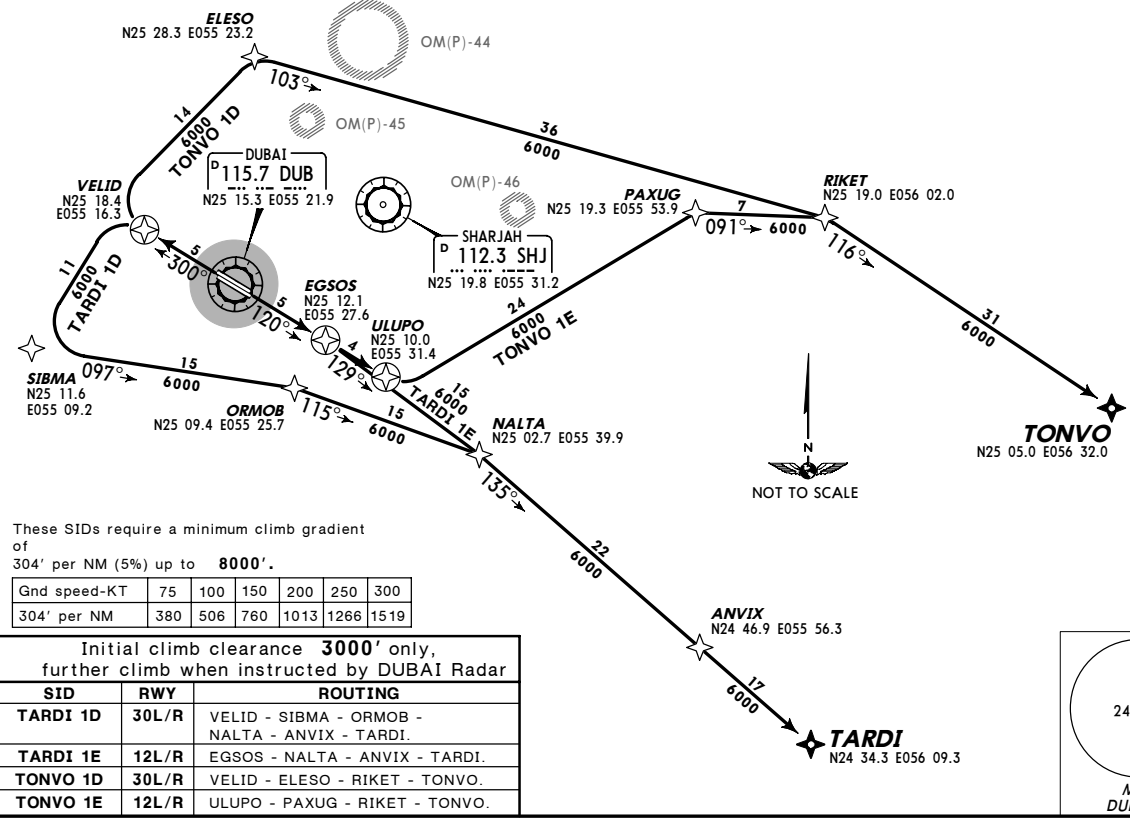 ELESO
N25 28.3 E055 23.2
OM(P)-44
103°
OM(P)-45
14
6000
TONVO 1D
36
6000
DUBAI
D 115.7 DUB
N25 15.3 E055 21.9
VELID
N25 18.4
E055 16.3
OM(P)-46
PAXUG
N25 19.3 E055 53.9
RIKET
N25 19.0 E056 02.0
7
091° 6000
116°
SHARJAH
D 112.3 SHJ
N25 19.8 E055 31.2
11
6000
TARDI 1D
5
300°
5
120°
EGSOS
N25 12.1
E055 27.6
ULUPO
N25 10.0
E055 31.4
4
129°
24
6000
TONVO 1E
31
6000
SIBMA
N25 11.6
E055 09.2
097°
15
6000
ORMOB
N25 09.4 E055 25.7
115°
15
6000
15
6000
TARDI 1E
NALTA
N25 02.7 E055 39.9
135°
TONVO
N25 05.0 E056 32.0
N
NOT TO SCALE
22
6000
ANVIX
N24 46.9 E055 56.3
17
6000
TARDI
N24 34.3 E056 09.3
These SIDs require a minimum climb gradient
of
304' per NM (5%) up to 8000'.
Gnd speed-KT 75 100 150 200 250 300
304' per NM 380 506 760 1013 1266 1519
Initial climb clearance 3000' only,
further climb when instructed by DUBAI Radar
SID RWY ROUTING
TARDI 1D 30L/R VELID - SIBMA - ORMOB -
NALTA - ANVIX - TARDI.
TARDI 1E 12L/R EGSOS - NALTA - ANVIX - TARDI.
TONVO 1D 30L/R VELID - ELESO - RIKET - TONVO.
TONVO 1E 12L/R ULUPO - PAXUG - RIKET - TONVO.
24
M
DU